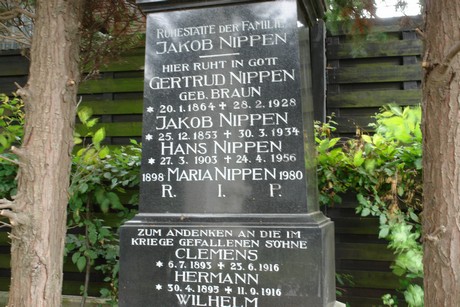 RUHESTÄTTE DER FAMILIE
JAKOB NIPPEN
HIER RUHT IN GOTT
GERTRUD NIPPEN
GEB. BRAUN
* 20.1.1864 + 28.2.1928
JAKOB NIPPEN
* 25.12.1853 + 30.3.1934
HANS NIPPEN
* 27.3.1903 + 24.4.1956
1898 MARIA NIPPEN 1980
R. I. P.
ZUM ANDENKEN AN DIE IM
KRIEGE GEFALLENEN SÖHNE
CLEMENS
* 6.7.1893 + 23.6.1916
HERMANN
* 30.4.1895 + 11.9.1916
WILHELM